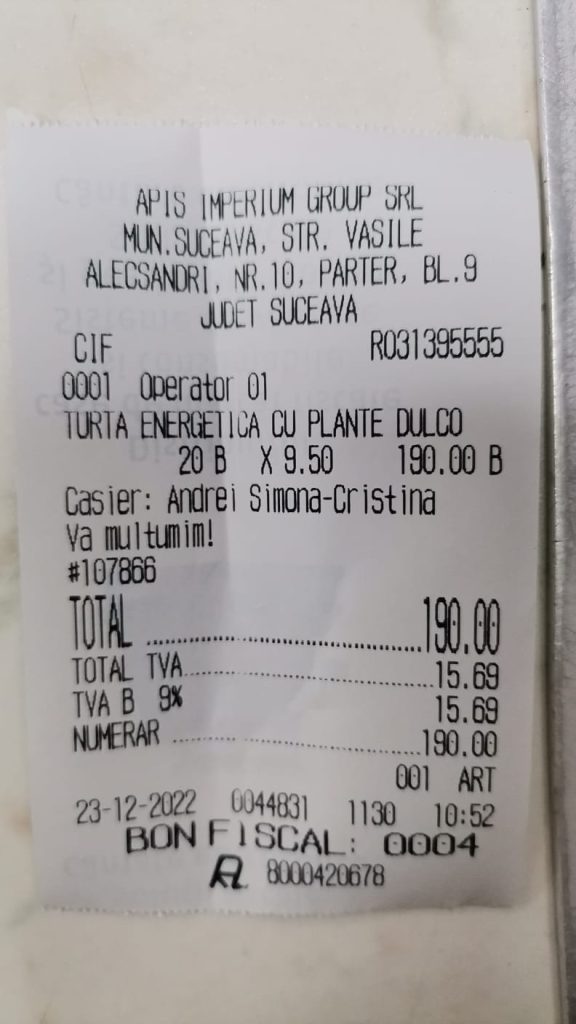 APIS IMPERIUM GROUP SRL
MUN.SUCEAVA, STR. VASILE
ALECSANDRI, NR.10, PARTER, BL.9
JUDET SUCEAVA
CIF RO31395555
0001 Operator 01
TURTA ENERGETICA CU PLANTE DULCO
20 B X 9.50 190.00 B
Casier: Andrei Simona-Cristina
Va multumim!
#107866
TOTAL ..............................190.00
TOTAL TVA..............................15.69
TVA B 9% 15.69
NUMERAR ..............................190.00
001 ART
23-12-2022 0044831 1130 10:52
BON FISCAL: 0004
8000420678